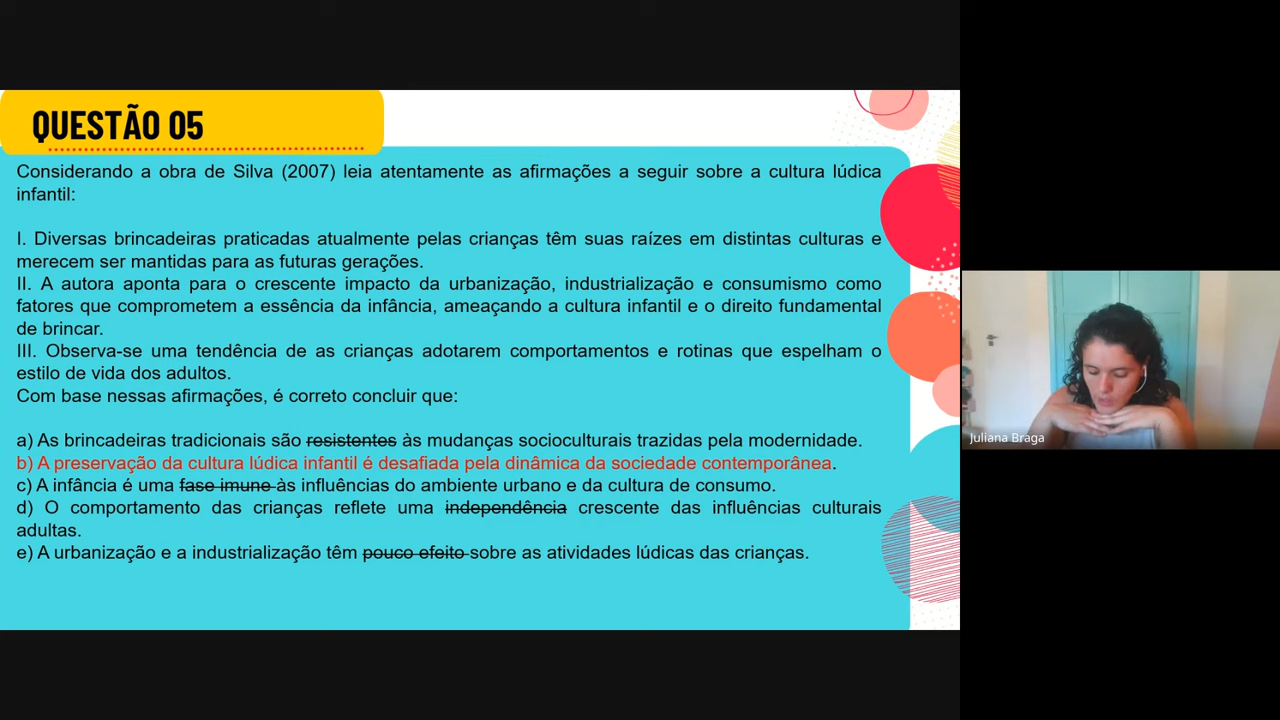 QUESTÃO 05
Considerando a obra de Silva (2007) leia atentamente as afirmações a seguir sobre a cultura lúdica
infantil:
I. Diversas brincadeiras praticadas atualmente pelas crianças têm suas raízes em distintas culturas e
merecem ser mantidas para as futuras gerações.
II. A autora aponta para o crescente impacto da urbanização, industrialização e consumismo como
fatores que comprometem a essência da infância, ameaçando a cultura infantil e o direito fundamental
de brincar.
III. Observa-se uma tendência de as crianças adotarem comportamentos e rotinas que espelham o
estilo de vida dos adultos.
Com base nessas afirmações, é correto concluir que:
a) As brincadeiras tradicionais são resistentes às mudanças socioculturais trazidas pela modernidade.
b) A preservação da cultura lúdica infantil é desafiada pela dinâmica da sociedade contemporânea.
c) A infância é uma fase imune às influências do ambiente urbano e da cultura de consumo.
d) O comportamento das crianças reflete uma independência crescente das influências culturais
adultas.
e) A urbanização e a industrialização têm pouco efeito sobre as atividades lúdicas das crianças.
Juliana Braga